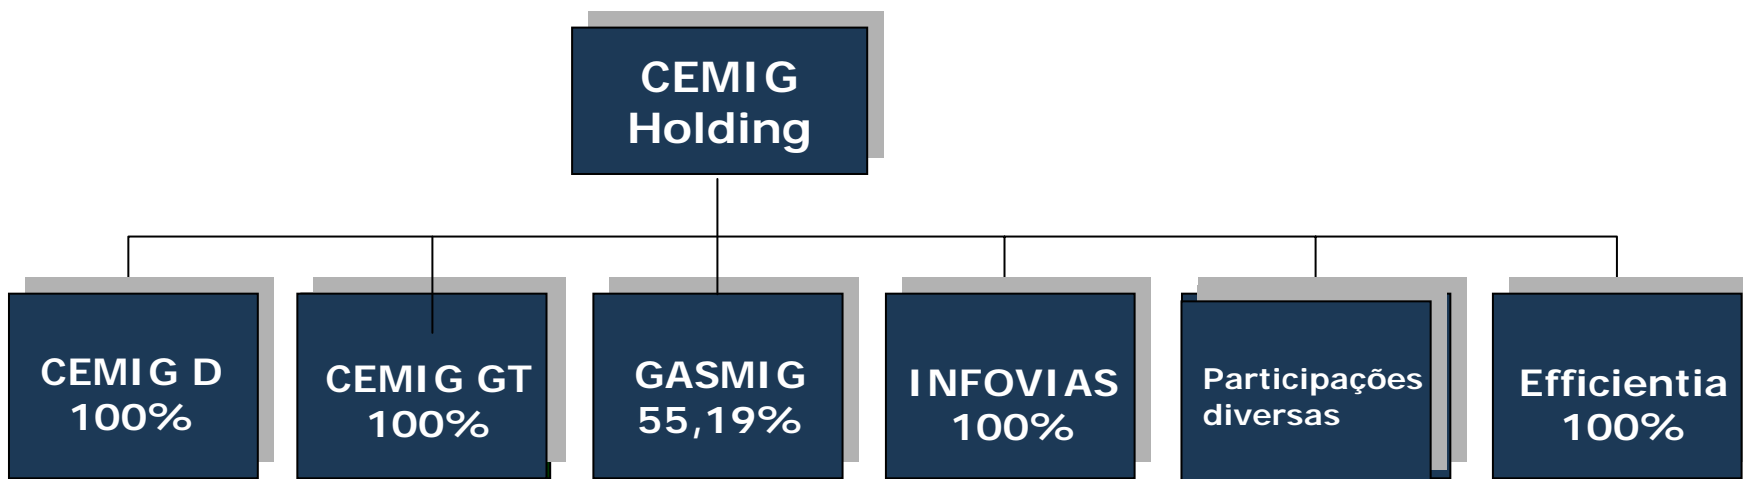 CEMIG
Holding
CEMIG D
100%
CEMIG GT
100%
GASMIG
55,19%
INFOVIAS
100%
Participações
diversas
Efficientia
100%